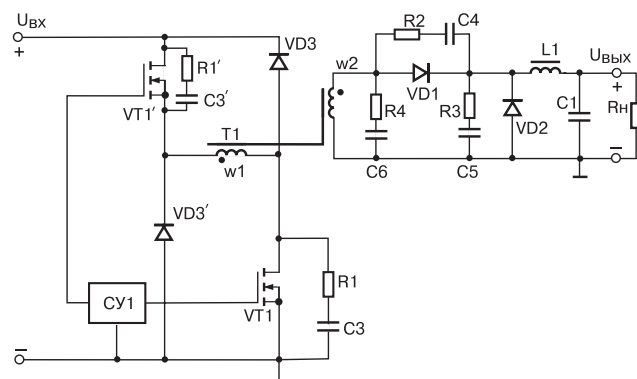 Uвх
+
R1′
C3′
VT1′
VD3
T1
w1
w2
R2
C4
VD1
R4
R3
C6
C5
VD2
L1
Uвых
+
C1
Rн
–
VD3′
СУ1
VT1
R1
C3
–